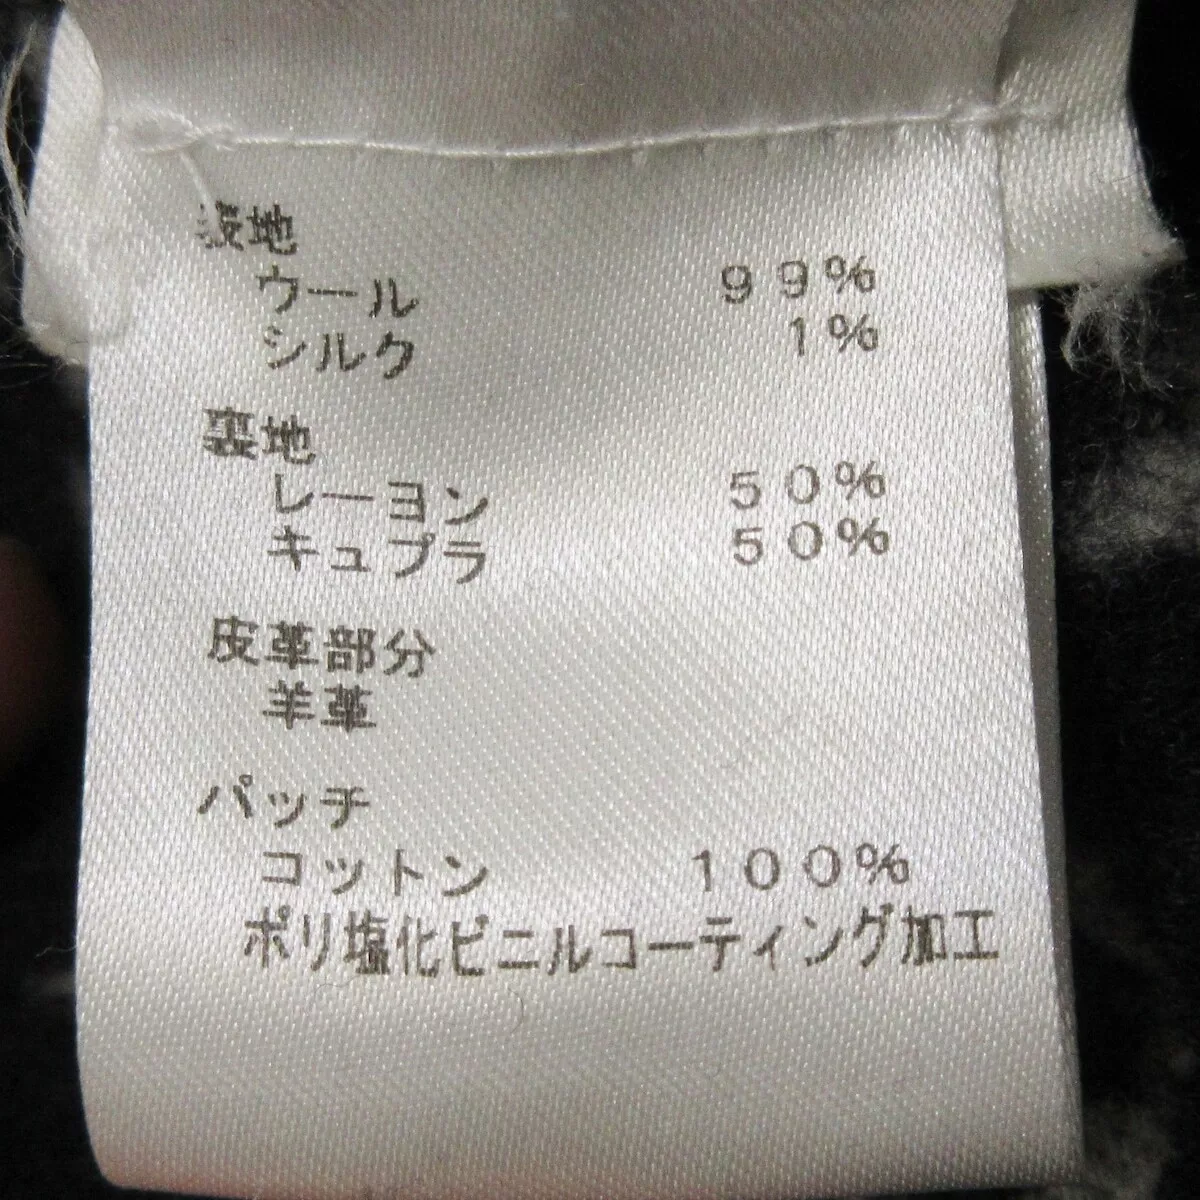 表地
ウール 99%
シルク 1%
裏地
レーヨン 50%
キュプラ 50%
皮革部分
羊革
パッチ
コットン 100%
ポリ塩化ビニルコーティング加工